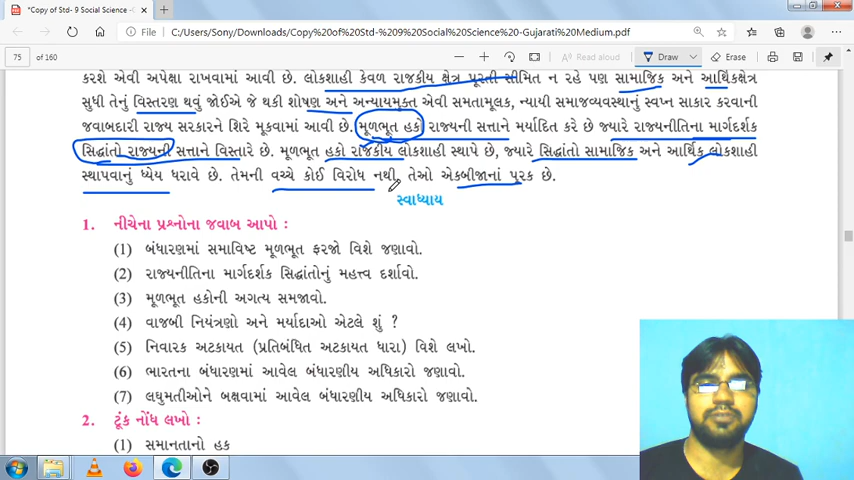 *Copy of Std- 9 Social Science -
File | C:/Users/Sony/Downloads/Copy%20of%20Std-%209%20Social%20Science%20-Gujarati%20Medium.pdf
75 of 160 Read aloud Draw Erase
કરશે એવી અપેક્ષા રાખવામાં આવી છે. લોકશાહી કેવળ રાજકીય ક્ષેત્ર પૂરતી સીમિત ન રહે પણ સામાજિક અને આર્થિકક્ષેત્ર
સુધી તેનું વિસ્તરણ થવું જોઈએ જે થકી શોષણ અને અન્યાયમુક્ત એવી સમતામૂલક, ન્યાયી સમાજવ્યવસ્થાનું સ્વપ્ન સાકાર કરવાની
જવાબદારી રાજ્ય સરકારને શિરે મૂકવામાં આવી છે. મૂળભૂત હકો રાજ્યની સત્તાને મર્યાદિત કરે છે જ્યારે રાજ્યનીતિના માર્ગદર્શક
સિદ્ધાંતો રાજ્યની સત્તાને વિસ્તારે છે. મૂળભૂત હકો રાજકીય લોકશાહી સ્થાપે છે, જ્યારે સિદ્ધાંતો સામાજિક અને આર્થિક લોકશાહી
સ્થાપવાનું ધ્યેય ધરાવે છે. તેમની વચ્ચે કોઈ વિરોધ નથી, તેઓ એકબીજાનાં પૂરક છે.
સ્વાધ્યાય
1. નીચેના પ્રશ્નોના જવાબ આપો :
(1) બંધારણમાં સમાવિષ્ટ મૂળભૂત ફરજો વિશે જણાવો.
(2) રાજ્યનીતિના માર્ગદર્શક સિદ્ધાંતોનું મહત્ત્વ દર્શાવો.
(3) મૂળભૂત હકોની અગત્ય સમજાવો.
(4) વાજબી નિયંત્રણો અને મર્યાદાઓ એટલે શું ?
(5) નિવારક અટકાયત (પ્રતિબંધિત અટકાયત ધારા) વિશે લખો.
(6) ભારતના બંધારણમાં આવેલ બંધારણીય અધિકારો જણાવો.
(7) લઘુમતીઓને બક્ષવામાં આવેલ બંધારણીય અધિકારો જણાવો.
2. ટૂંક નોંધ લખો :
(1) સમાનતાનો હક